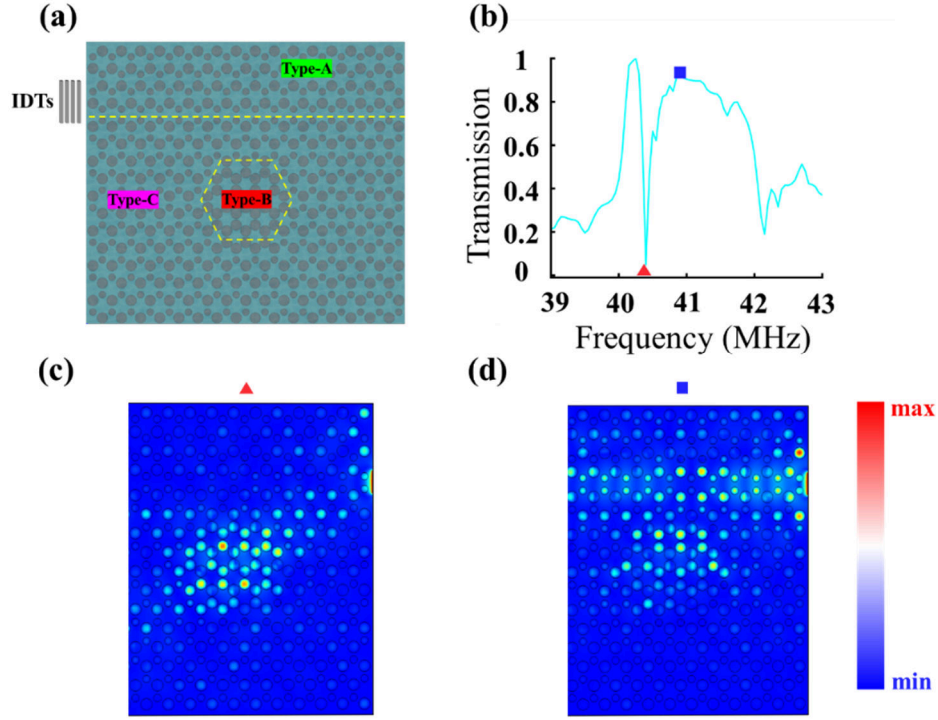 (a)
Type-A
IDTs
Type-C
Type-B
(b)
Transmission
1
0.8
0.6
0.4
0.2
0
39
40
41
42
43
Frequency (MHz)
(c)
(d)
max
min